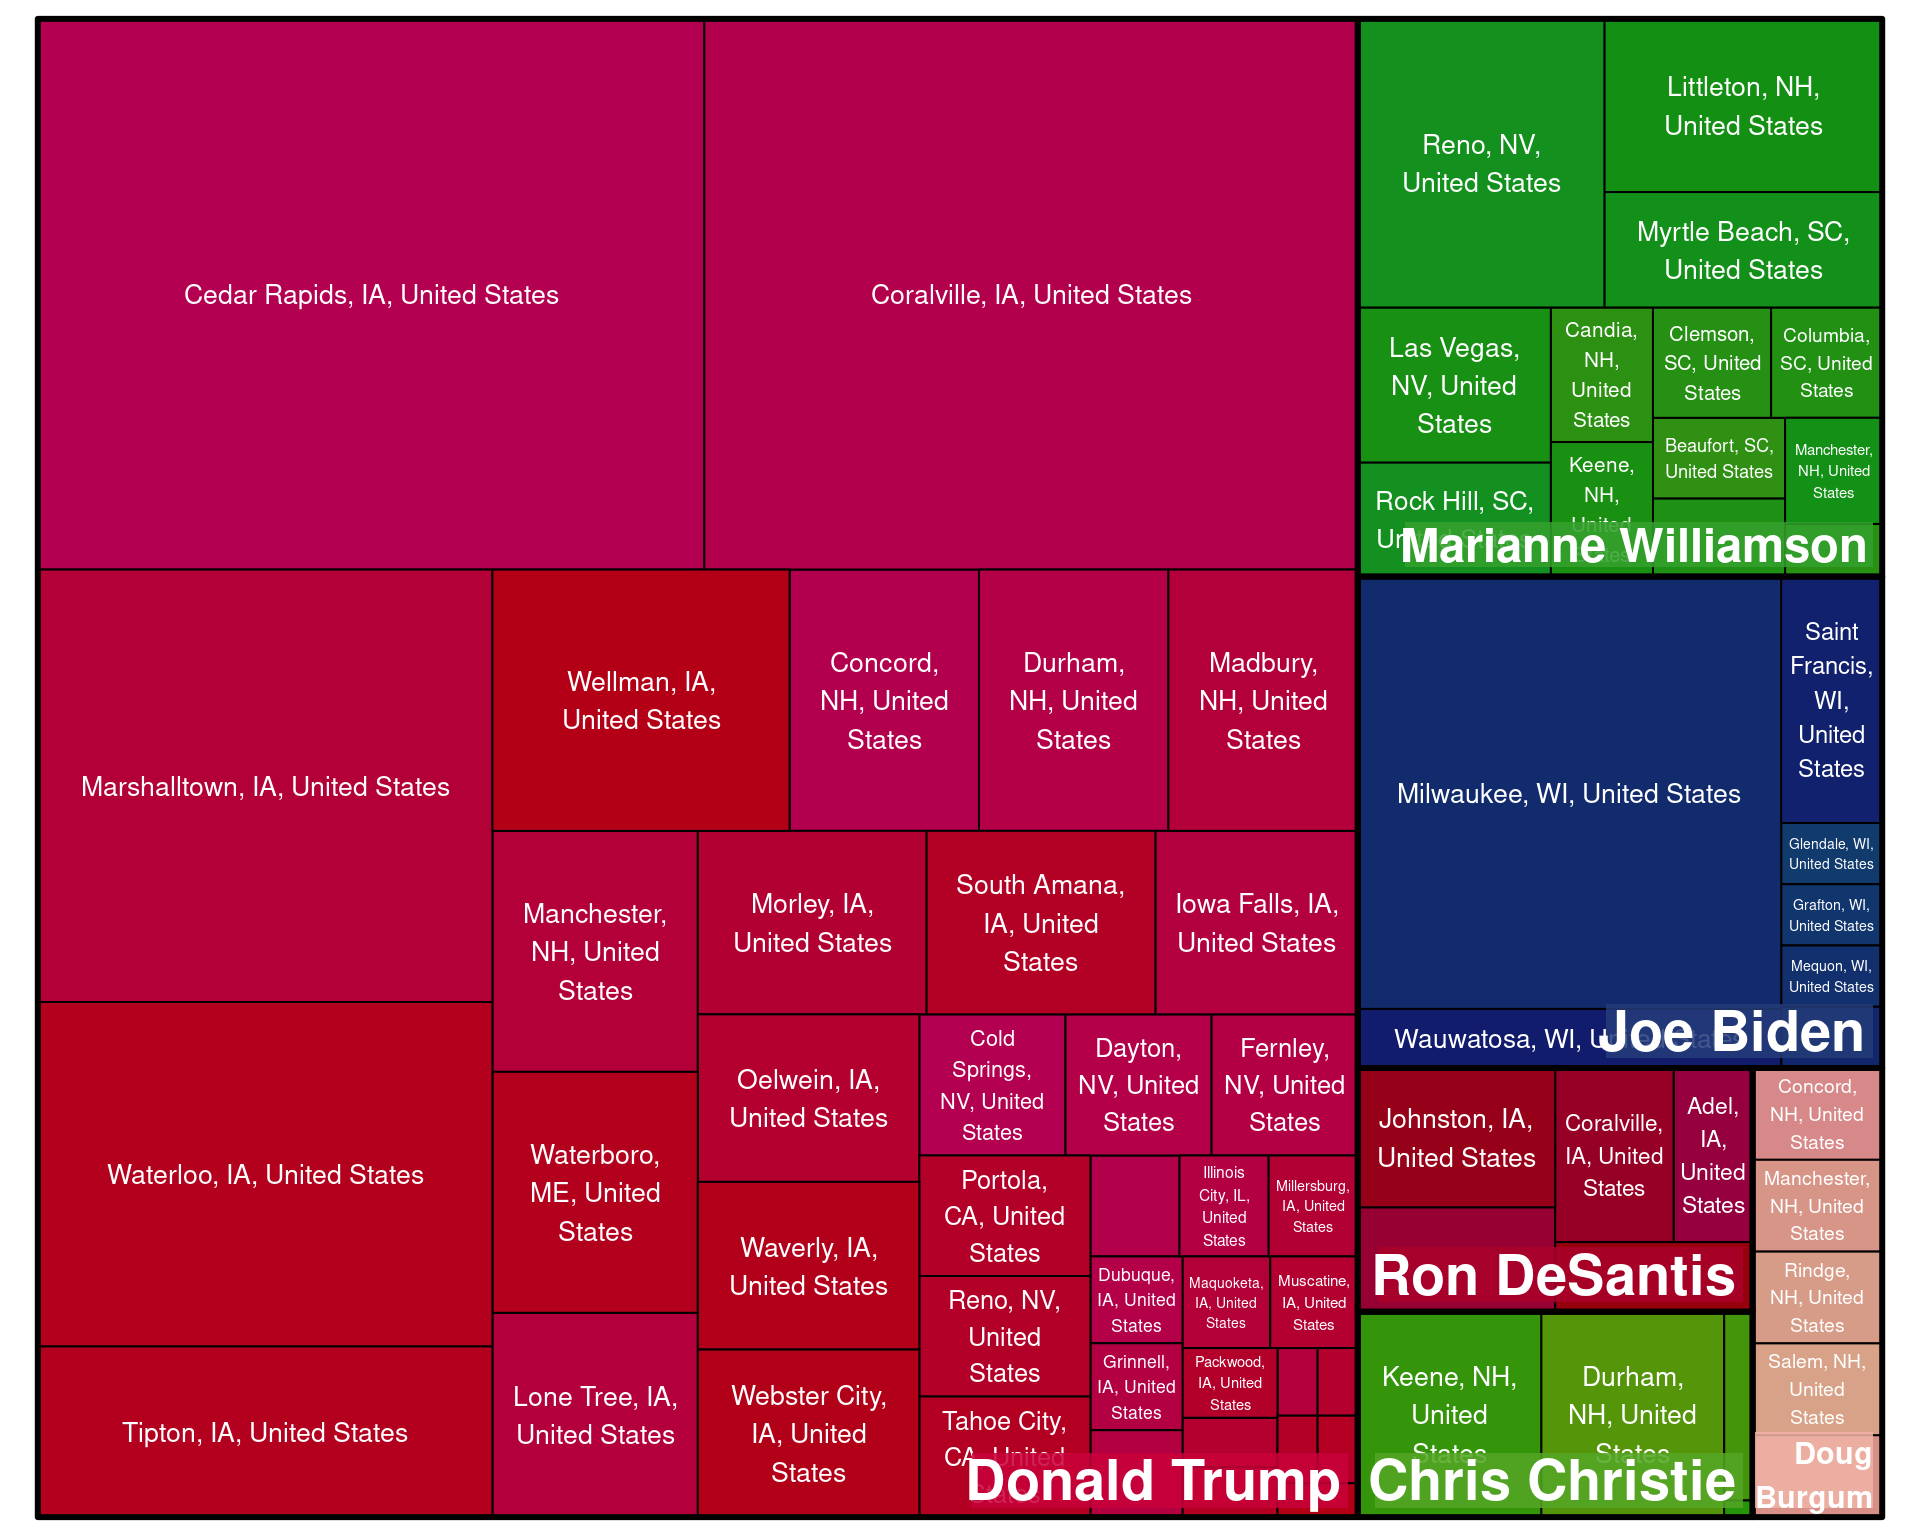 Cedar Rapids, IA, United States
Coralville, IA, United States
Marshalltown, IA, United States
Waterloo, IA, United States
Tipton, IA, United States
Wellman, IA,
United States
Concord,
NH, United
States
Durham,
NH, United
States
Madbury,
NH, United
States
Manchester,
NH, United
States
Waterboro,
ME, United
States
Lone Tree, IA,
United States
Morley, IA,
United States
South Amana,
IA, United
States
Iowa Falls, IA,
United States
Oelwein, IA,
United States
Waverly, IA,
United States
Webster City,
IA, United
States
Cold
Springs,
NV, United
States
Dayton,
NV, United
States
Fernley,
NV, United
States
Portola,
CA, United
States
Reno, NV,
United
States
Tahoe City,
CA, United
States
Illinois
City, IL,
United
States
Millersburg,
IA, United
States
Dubuque,
IA, United
States
Maquoketa,
IA, United
States
Muscatine,
IA, United
States
Grinnell,
IA, United
States
Packwood,
IA, United
States
Donald Trump
Reno, NV,
United States
Littleton, NH,
United States
Myrtle Beach, SC,
United States
Las Vegas,
NV, United
States
Rock Hill, SC,
United States
Candia,
NH,
United
States
Keene,
NH,
United
States
Clemson,
SC, United
States
Columbia,
SC, United
States
Beaufort, SC,
United States
Manchester,
NH, United
States
Marianne Williamson
Milwaukee, WI, United States
Saint
Francis,
WI,
United
States
Glendale, WI,
United States
Grafton, WI,
United States
Mequon, WI,
United States
Wauwatosa, WI, United States
Joe Biden
Johnston, IA,
United States
Coralville,
IA, United
States
Adel,
IA,
United
States
Ron DeSantis
Keene, NH,
United
States
Durham,
NH, United
States
Chris Christie
Concord,
NH, United
States
Manchester,
NH, United
States
Rindge,
NH, United
States
Salem, NH,
United
States
Doug
Burgum